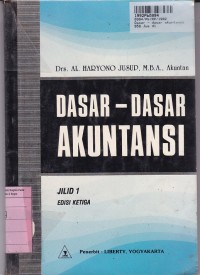 Drs. AL. HARYONO JUSUP, M.B.A., Akuntan
DASAR - DASAR
AKUNTANSI
JILID 1
EDISI KETIGA
Penerbit : LIBERTY, YOGYAKARTA